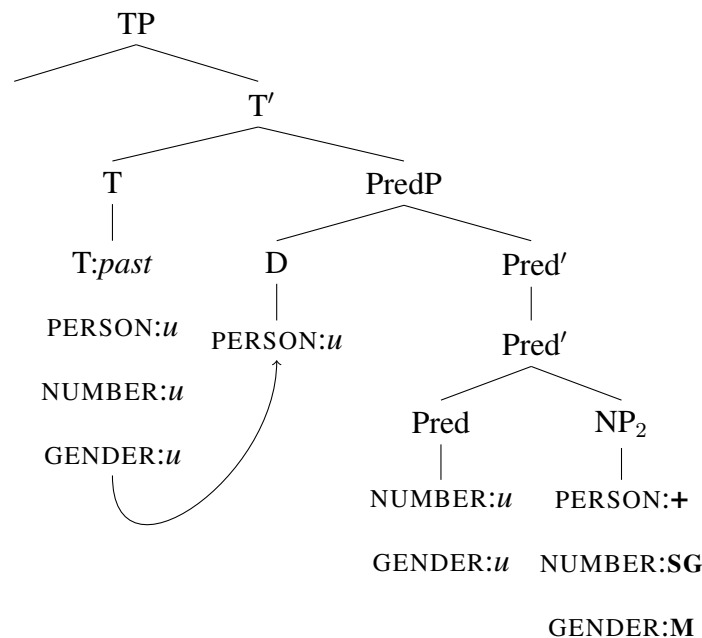 TP
T′
T PredP
T:past D Pred′
PERSON:u PERSON:u Pred′
NUMBER:u Pred NP₂
GENDER:u NUMBER:u PERSON:+
GENDER:u NUMBER:SG
GENDER:M